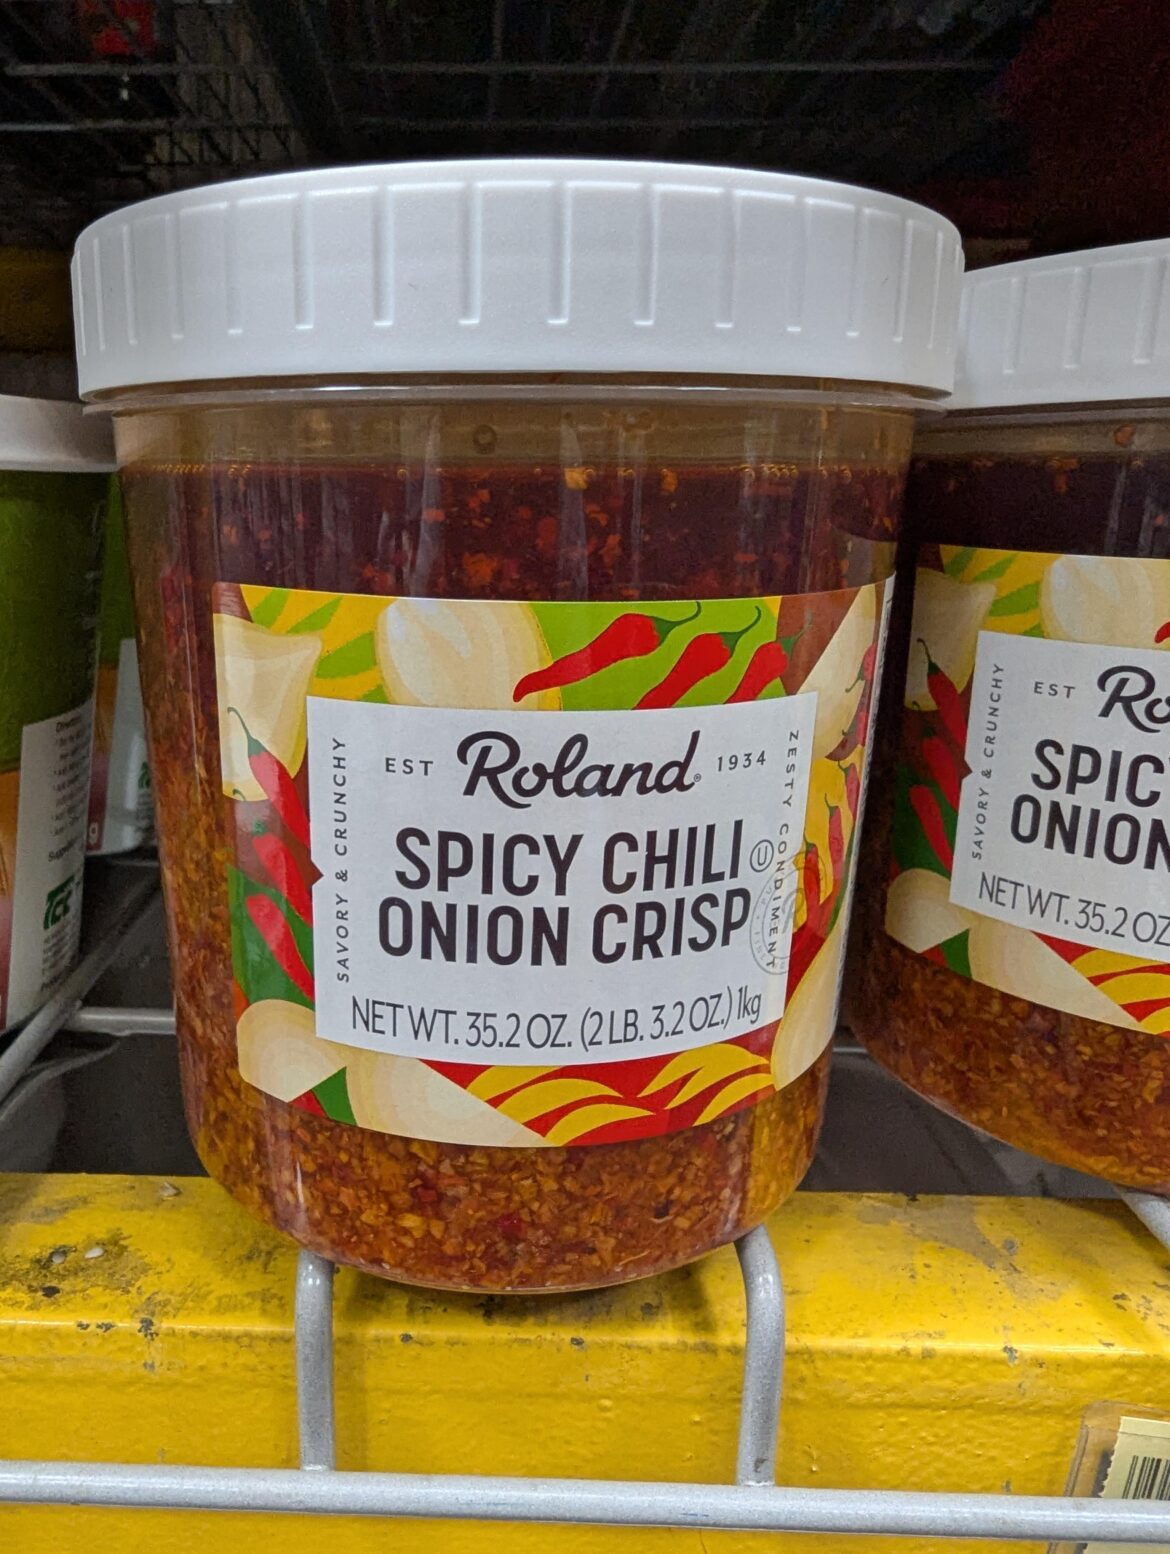 EST Roland® 1934
SPICY CHILI
ONION CRISP
NET WT. 35.2 OZ. (2 LB. 3.2 OZ.) 1kg
SAVORY & CRUNCHY
ZESTY CONDIMENT
U
EST Ro
SPICY
ONION
NET WT. 35.2 OZ
SAVORY & CRUNCHY